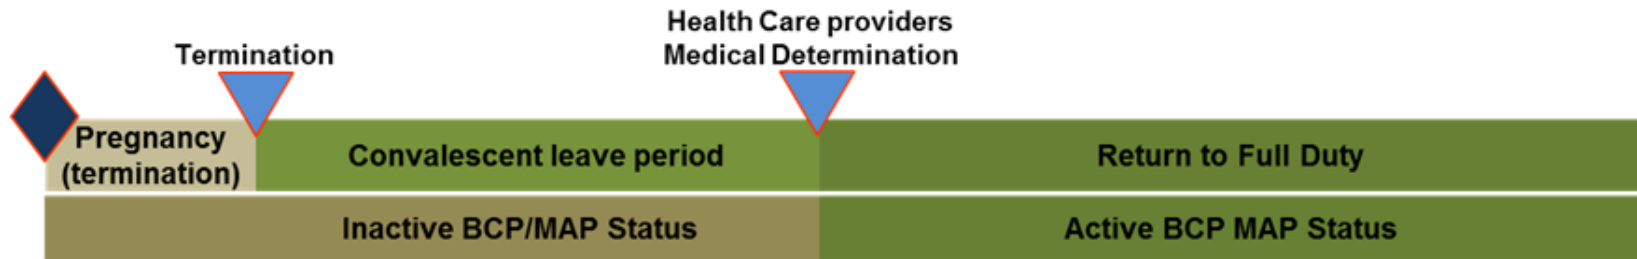 Health Care providers
Termination
Medical Determination
Pregnancy
(termination)
Convalescent leave period
Return to Full Duty
Inactive BCP/MAP Status
Active BCP MAP Status